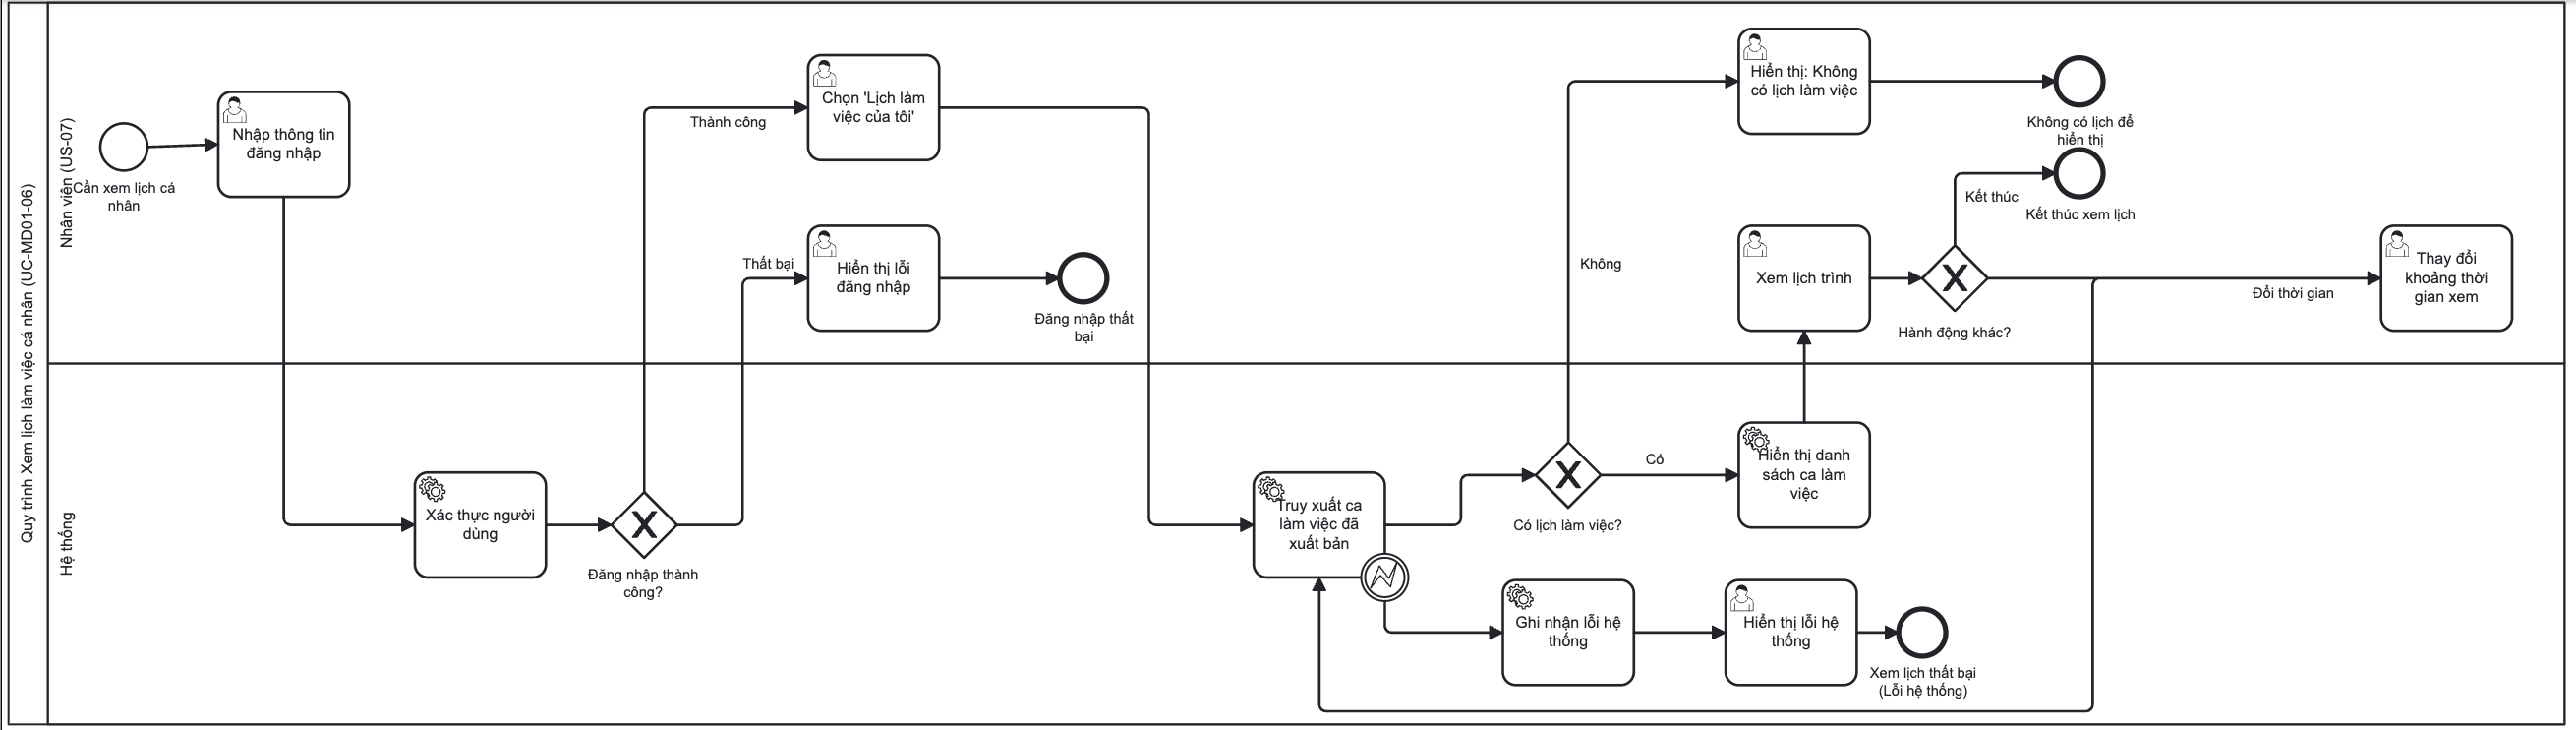 Quy trình Xem lịch làm việc cá nhân (UC-MD01-06)
Nhân viên (US-07)
Cần xem lịch cá
nhân
Nhập thông tin
đăng nhập
Thành công
Chọn 'Lịch làm
việc của tôi'
Thất bại
Hiển thị lỗi
đăng nhập
Đăng nhập thất
bại
Không
Hiển thị: Không
có lịch làm việc
Không có lịch để
hiển thị
Kết thúc
Kết thúc xem lịch
Xem lịch trình
Hành động khác?
Đổi thời gian
Thay đổi
khoảng thời
gian xem
Hệ thống
Xác thực người
dùng
Đăng nhập thành
công?
Truy xuất ca
làm việc đã
xuất bản
Có lịch làm việc?
Có
Hiển thị danh
sách ca làm
việc
Ghi nhận lỗi hệ
thống
Hiển thị lỗi hệ
thống
Xem lịch thất bại
(Lỗi hệ thống)